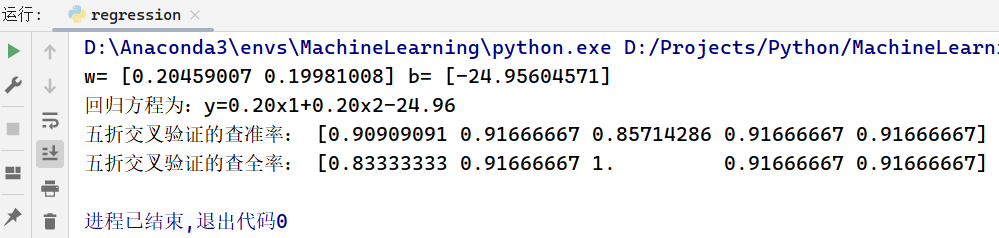 运行: regression
D:\Anaconda3\envs\MachineLearning\python.exe D:/Projects/Python/MachineLearni
w= [0.20459007 0.19981008] b= [-24.95604571]
回归方程为：y=0.20x1+0.20x2-24.96
五折交叉验证的查准率： [0.90909091 0.91666667 0.85714286 0.91666667 0.91666667]
五折交叉验证的查全率： [0.83333333 0.91666667 1.         0.91666667 0.91666667]
进程已结束,退出代码0